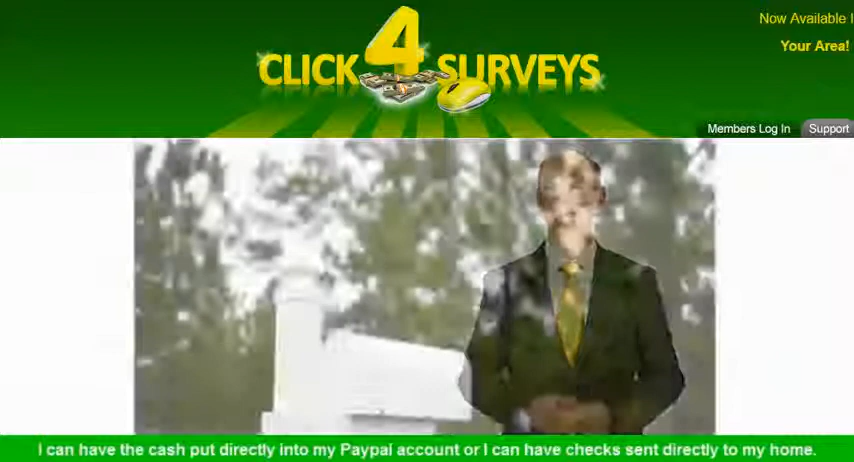 Now Available I
Your Area!
CLICK 4 SURVEYS
Members Log In
Support
I can have the cash put directly into my Paypal account or I can have checks sent directly to my home.